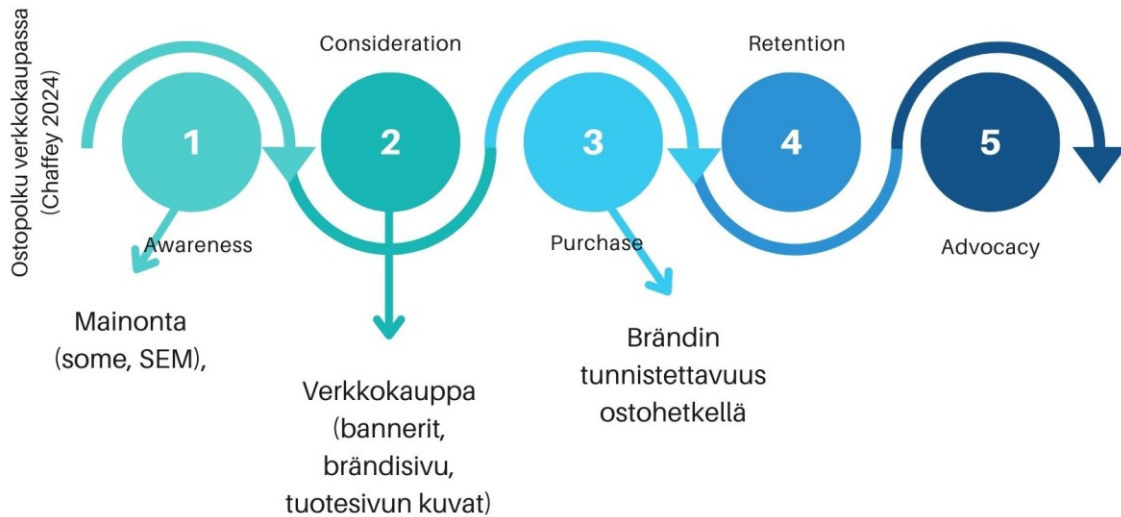 Ostopolku verkkokaupassa
(Chaffey 2024)
Consideration
Retention
1
2
3
4
5
Awareness
Purchase
Advocacy
Mainonta
(some, SEM),
Verkkokauppa
(bannerit,
brändisivu,
tuotesivun kuvat)
Brändin
tunnistettavuus
ostohetkellä